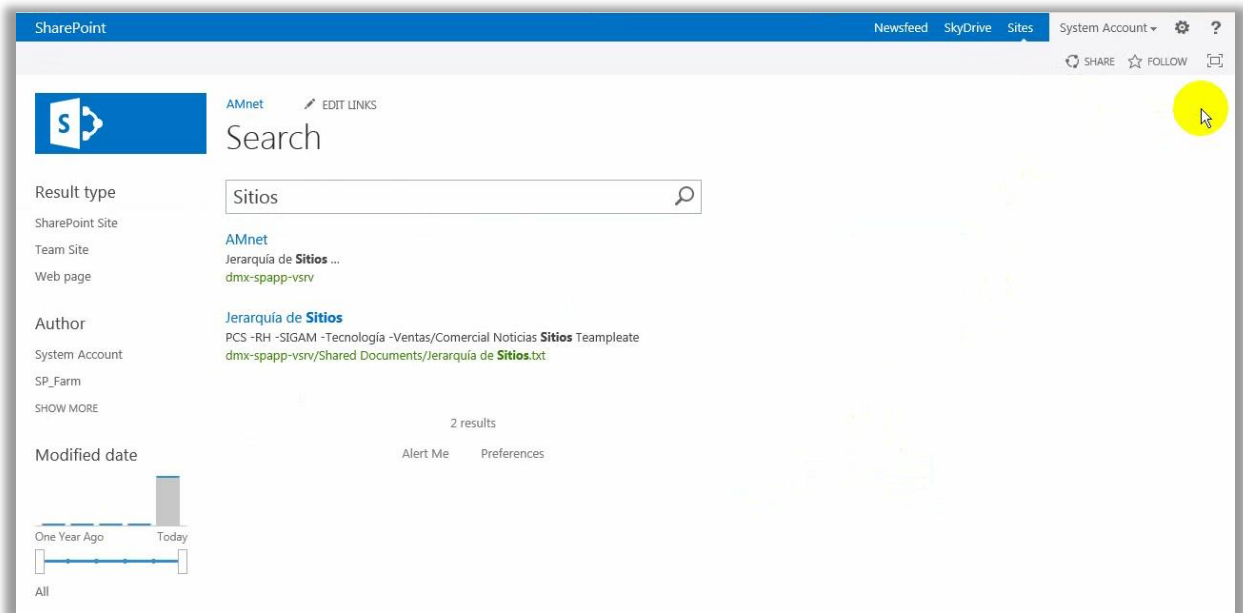 SharePoint
Newsfeed SkyDrive Sites System Account ?
SHARE FOLLOW
S
AMnet EDIT LINKS
Search
Sitios
Result type
SharePoint Site
Team Site
Web page
Author
System Account
SP_Farm
SHOW MORE
Modified date
One Year Ago Today
All
AMnet
Jerarquía de Sitios ...
dmx-spapp-vsrv
Jerarquía de Sitios
PCS -RH -SIGAM -Tecnología -Ventas/Comercial Noticias Sitios Teampleate
dmx-spapp-vsrv/Shared Documents/Jerarquía de Sitios.txt
2 results
Alert Me Preferences